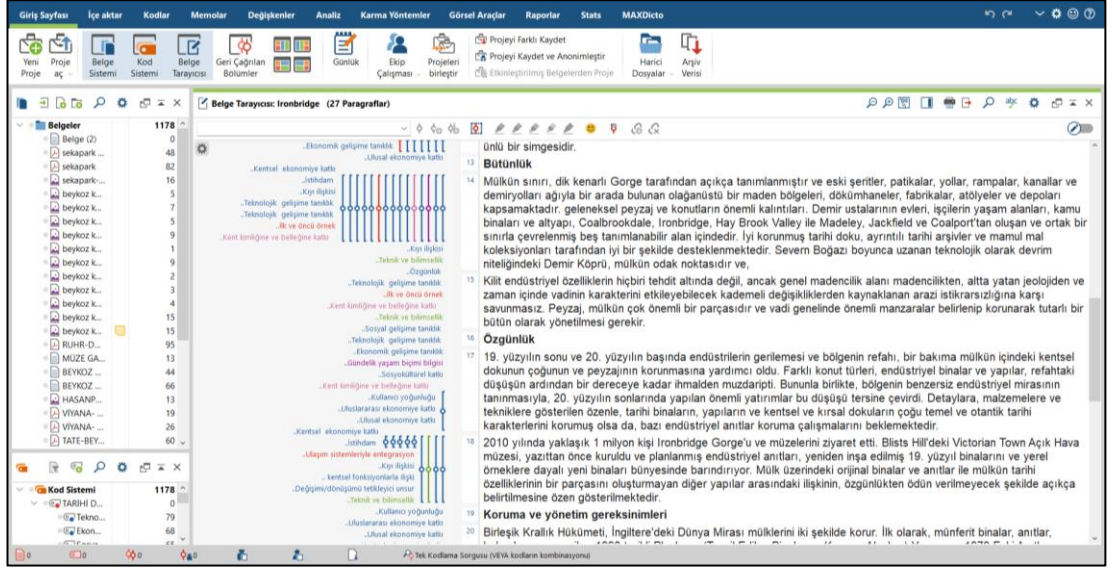 Giriş Sayfası İçe aktar Kodlar Memolar Değişkenler Analiz Karma Yöntemler Görsel Araçlar Raporlar Stats MAXDicto
Yeni Proje
Proje aç
Belge Sistemi
Kod Sistemi
Belge Tarayıcısı
Geri Çağrılan Bölümler
Günlük
Ekip Çalışması
Projeleri birleştir
Projeyi Farklı Kaydet
Projeyi Kaydet ve Anonimleştir
Etkinleştirilmiş Belgelerden Proje
Harici Dosyalar
Arşiv Verisi
Belgeler 1178
Belge (2) 0
sekapark ... 48
sekapark 82
sekapark-... 16
beykoz k... 5
beykoz k... 7
beykoz k... 5
beykoz k... 9
beykoz k... 1
beykoz k... 9
beykoz k... 2
beykoz k... 3
beykoz k... 4
beykoz k... 15
beykoz k... 15
RUHR-D... 95
MÜZE GA... 13
BEYKOZ ... 44
BEYKOZ ... 66
HASANP... 13
VİYANA- ... 19
VİYANA- ... 26
TATE-BEY... 60
Kod Sistemi 1178
TARİHİ D... 0
Tekno... 79
Ekon... 68
Belge Tarayıcısı: Ironbridge (27 Paragraflar)
..Ekonomik gelişime tanıklık
..Ulusal ekonomiye katkı
..Kentsel ekonomiye katkı
..İstihdam
..Kıyı ilişkisi
..Teknolojik gelişime tanıklık
..Teknolojik gelişime tanıklık
..İlk ve öncü örnek
..Kent kimliğine ve belleğine katkı
..Kıyı ilişkisi
..Teknik ve bilimsellik
..Özgünlük
..Teknolojik gelişime tanıklık
..İlk ve öncü örnek
..Kent kimliğine ve belleğine katkı
..Teknik ve bilimsellik
..Sosyal gelişime tanıklık
..Ekonomik gelişime tanıklık
..Gündelik yaşam biçimi bilgisi
..Sosyokültürel katkı
..Kent kimliğine ve belleğine katkı
..Kullanıcı yoğunluğu
..Uluslararası ekonomiye katkı
..Ulusal ekonomiye katkı
..Kentsel ekonomiye katkı
..İstihdam
..Ulaşım sistemleriyle entegrasyon
..Kıyı ilişkisi
.. kentsel fonksiyonlarla ilişki
..Değişimi/dönüşümü tetikleyici unsur
..Teknik ve bilimsellik
..Kullanıcı yoğunluğu
..Uluslararası ekonomiye katkı
..Ulusal ekonomiye katkı
ünlü bir simgesidir.
13 Bütünlük
14 Mülkün sınırı, dik kenarlı Gorge tarafından açıkça tanımlanmıştır ve eski şeritler, patikalar, yollar, rampalar, kanallar ve
demiryolları ağıyla bir arada bulunan olağanüstü bir maden bölgeleri, dökümhaneler, fabrikalar, atölyeler ve depoları
kapsamaktadır. geleneksel peyzaj ve konutların önemli kalıntıları. Demir ustalarının evleri, işçilerin yaşam alanları, kamu
binaları ve altyapı, Coalbrookdale, Ironbridge, Hay Brook Valley ile Madeley, Jackfield ve Coalport'tan oluşan ve ortak bir
sınırla çevrelenmiş beş tanımlanabilir alan içindedir. İyi korunmuş tarihi doku, ayrıntılı tarihi arşivler ve mamul mal
koleksiyonları tarafından iyi bir şekilde desteklenmektedir. Severn Boğazı boyunca uzanan teknolojik olarak devrim
niteliğindeki Demir Köprü, mülkün odak noktasıdır ve,
15 Kilit endüstriyel özelliklerin hiçbiri tehdit altında değil, ancak genel madencilik alanı madencilikten, altta yatan jeolojiden ve
zaman içinde vadinin karakterini etkileyebilecek kademeli değişikliklerden kaynaklanan arazi istikrarsızlığına karşı
savunmasız. Peyzaj, mülkün çok önemli bir parçasıdır ve vadi genelinde önemli manzaralar belirlenip korunarak tutarlı bir
bütün olarak yönetilmesi gerekir.
16 Özgünlük
17 19. yüzyılın sonu ve 20. yüzyılın başında endüstrilerin gerilemesi ve bölgenin refahı, bir bakıma mülkün içindeki kentsel
dokunun çoğunun ve peyzajının korunmasına yardımcı oldu. Farklı konut türleri, endüstriyel binalar ve yapılar, refahtaki
düşüşün ardından bir dereceye kadar ihmalden muzdaripti. Bununla birlikte, bölgenin benzersiz endüstriyel mirasının
tanınmasıyla, 20. yüzyılın sonlarında yapılan önemli yatırımlar bu düşüşü tersine çevirdi. Detaylara, malzemelere ve
tekniklere gösterilen özenle, tarihi binaların, yapıların ve kentsel ve kırsal dokuların çoğu temel ve otantik tarihi
karakterlerini korumuş olsa da, bazı endüstriyel anıtlar koruma çalışmalarını beklemektedir.
18 2010 yılında yaklaşık 1 milyon kişi Ironbridge Gorge'u ve müzelerini ziyaret etti. Blists Hill'deki Victorian Town Açık Hava
müzesi, yazıttan önce kuruldu ve planlanmış endüstriyel anıtları, yeniden inşa edilmiş 19. yüzyıl binalarını ve yerel
örneklere dayalı yeni binaları bünyesinde barındırıyor. Mülk üzerindeki orijinal binalar ve anıtlar ile mülkün tarihi
özelliklerinin bir parçasını oluşturmayan diğer yapılar arasındaki ilişkinin, özgünlükten ödün verilmeyecek şekilde açıkça
belirtilmesine özen gösterilmektedir.
19 Koruma ve yönetim gereksinimleri
20 Birleşik Krallık Hükümeti, İngiltere'deki Dünya Mirası mülklerini iki şekilde korur. İlk olarak, münferit binalar, anıtlar,
0 0 0 0 Tek Kodlama Sorgusu (VEYA kodların kombinasyonu)